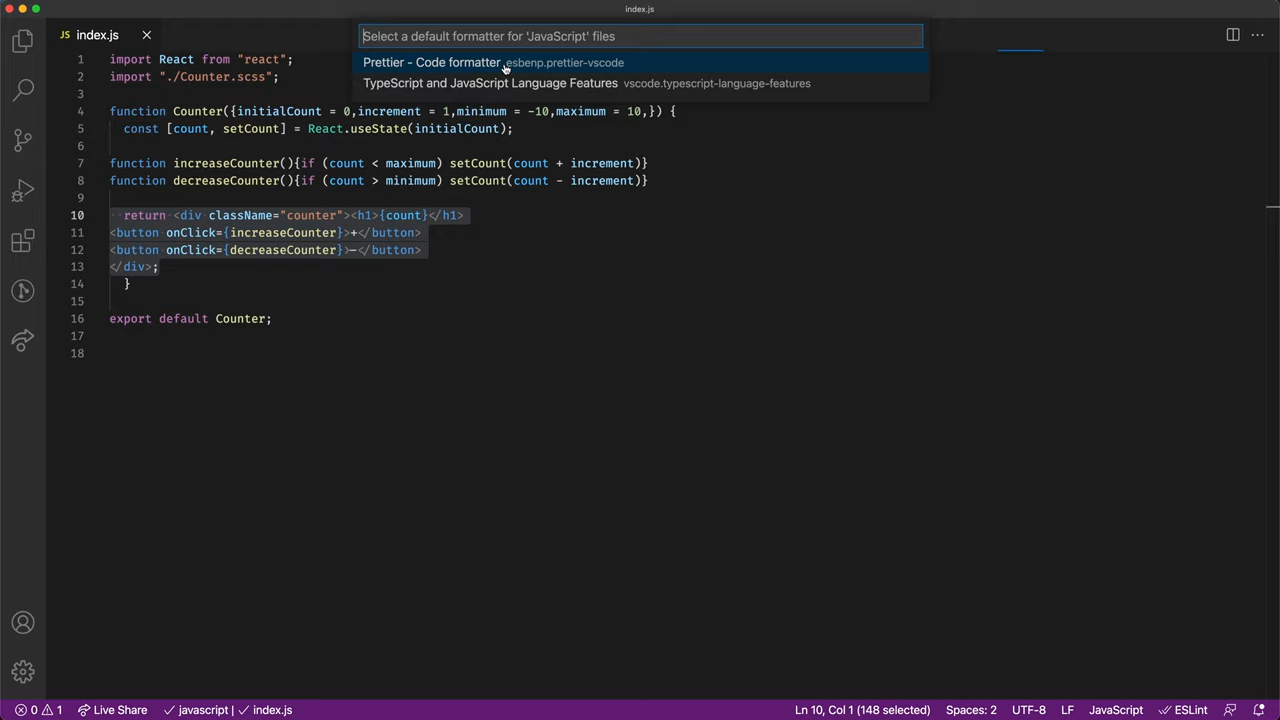 index.js
JS index.js
Select a default formatter for 'JavaScript' files
Prettier - Code formatter esbenp.prettier-vscode
TypeScript and JavaScript Language Features vscode.typescript-language-features
1 import React from "react";
2 import "./Counter.scss";
3
4 function Counter({initialCount = 0,increment = 1,minimum = -10,maximum = 10,}) {
5 const [count, setCount] = React.useState(initialCount);
6
7 function increaseCounter(){if (count < maximum) setCount(count + increment)}
8 function decreaseCounter(){if (count > minimum) setCount(count - increment)}
9
10 return <div className="counter"><h1>{count}</h1>
11 <button onClick={increaseCounter}>+</button>
12 <button onClick={decreaseCounter}>−</button>
13 </div>;
14 }
15
16 export default Counter;
17
18
0 1 Live Share javascript | index.js Ln 10, Col 1 (148 selected) Spaces: 2 UTF-8 LF JavaScript ESLint